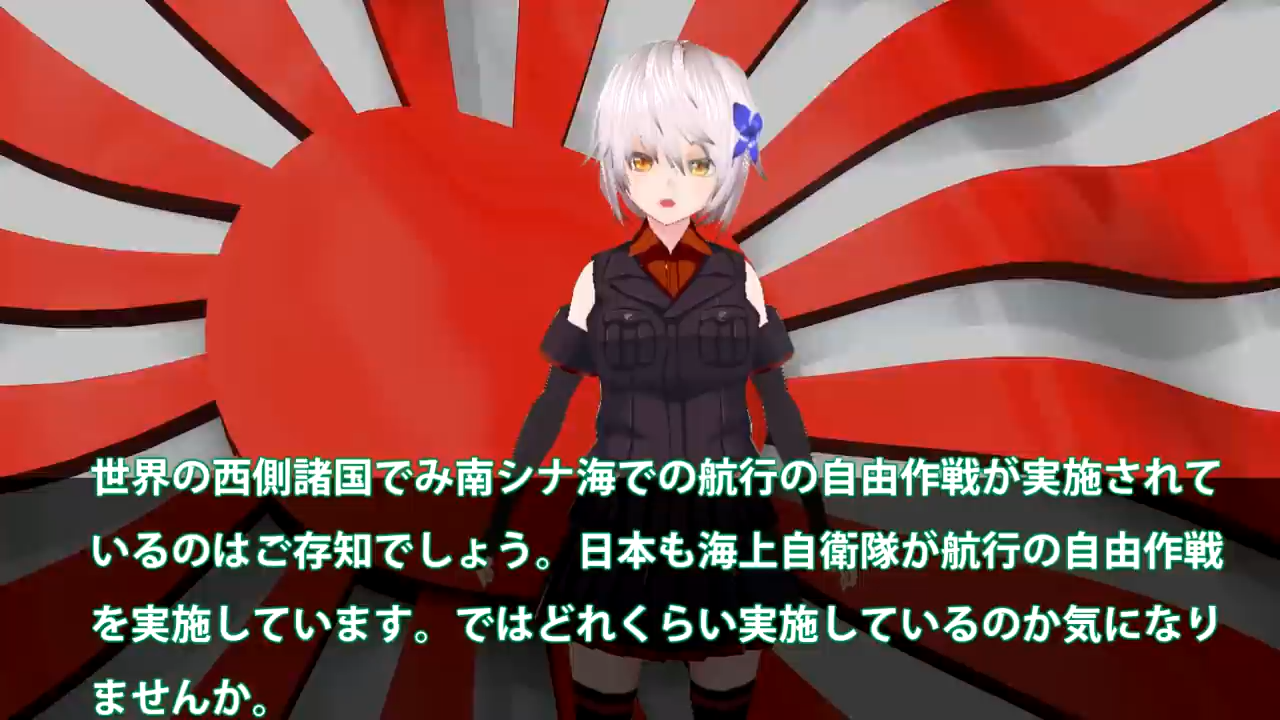 世界の西側諸国でみ南シナ海での航行の自由作戦が実施されて
いるのはご存知でしょう。日本も海上自衛隊が航行の自由作戦
を実施しています。ではどれくらい実施しているのか気になり
ませんか。